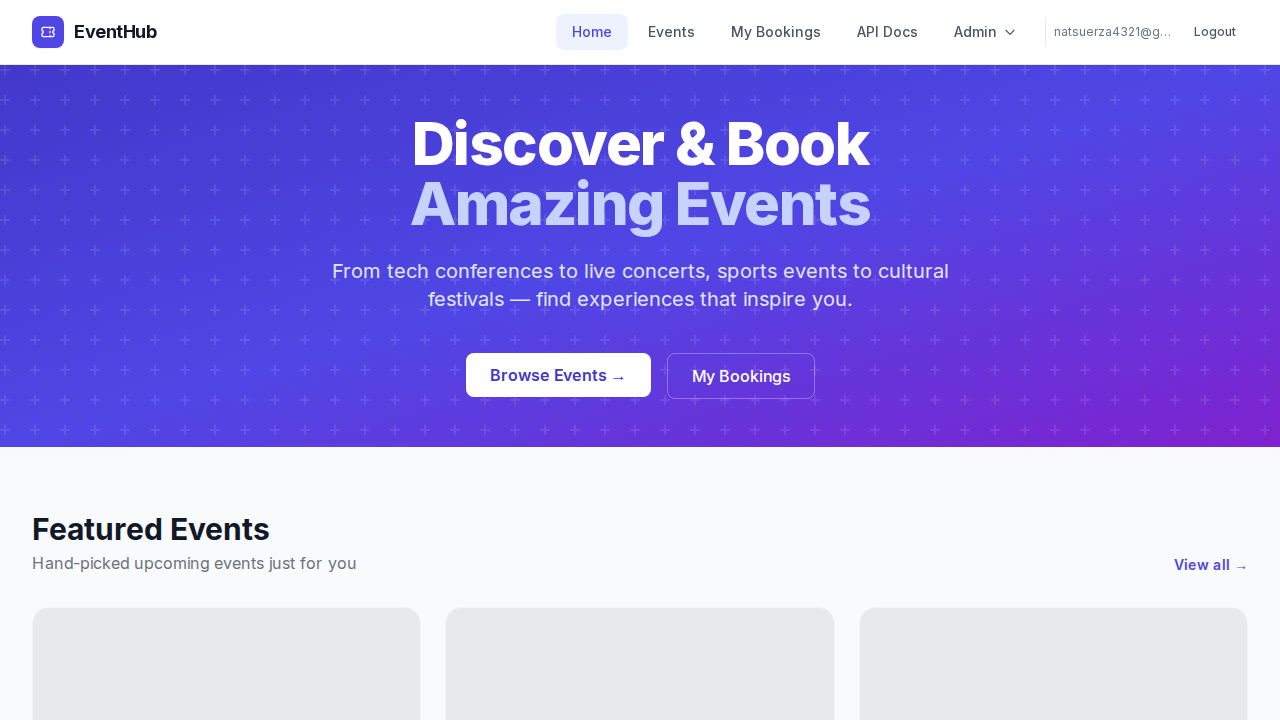 EventHub
Home
Events
My Bookings
API Docs
Admin
natsuerza4321@g…
Logout
Discover & Book
Amazing Events
From tech conferences to live concerts, sports events to cultural
festivals — find experiences that inspire you.
Browse Events →
My Bookings
Featured Events
Hand-picked upcoming events just for you
View all →